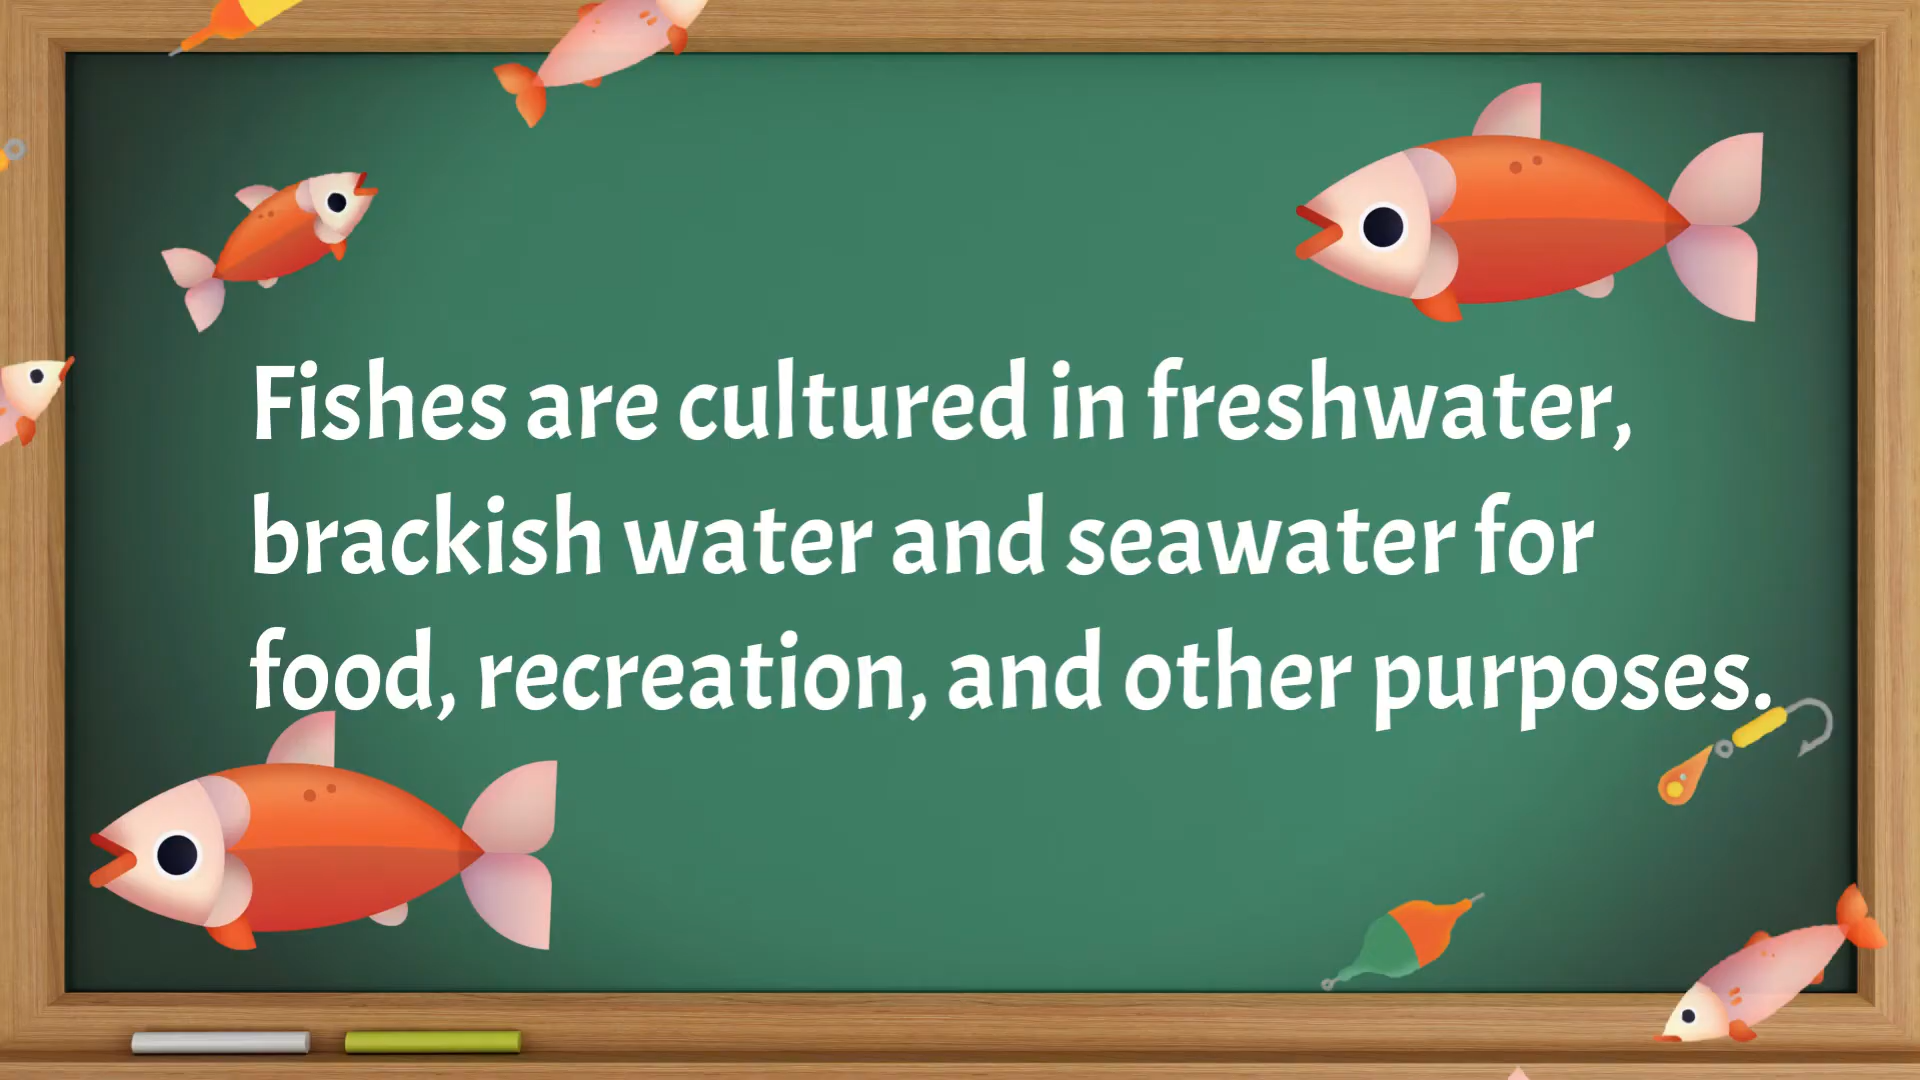 Fishes are cultured in freshwater,
brackish water and seawater for
food, recreation, and other purposes.